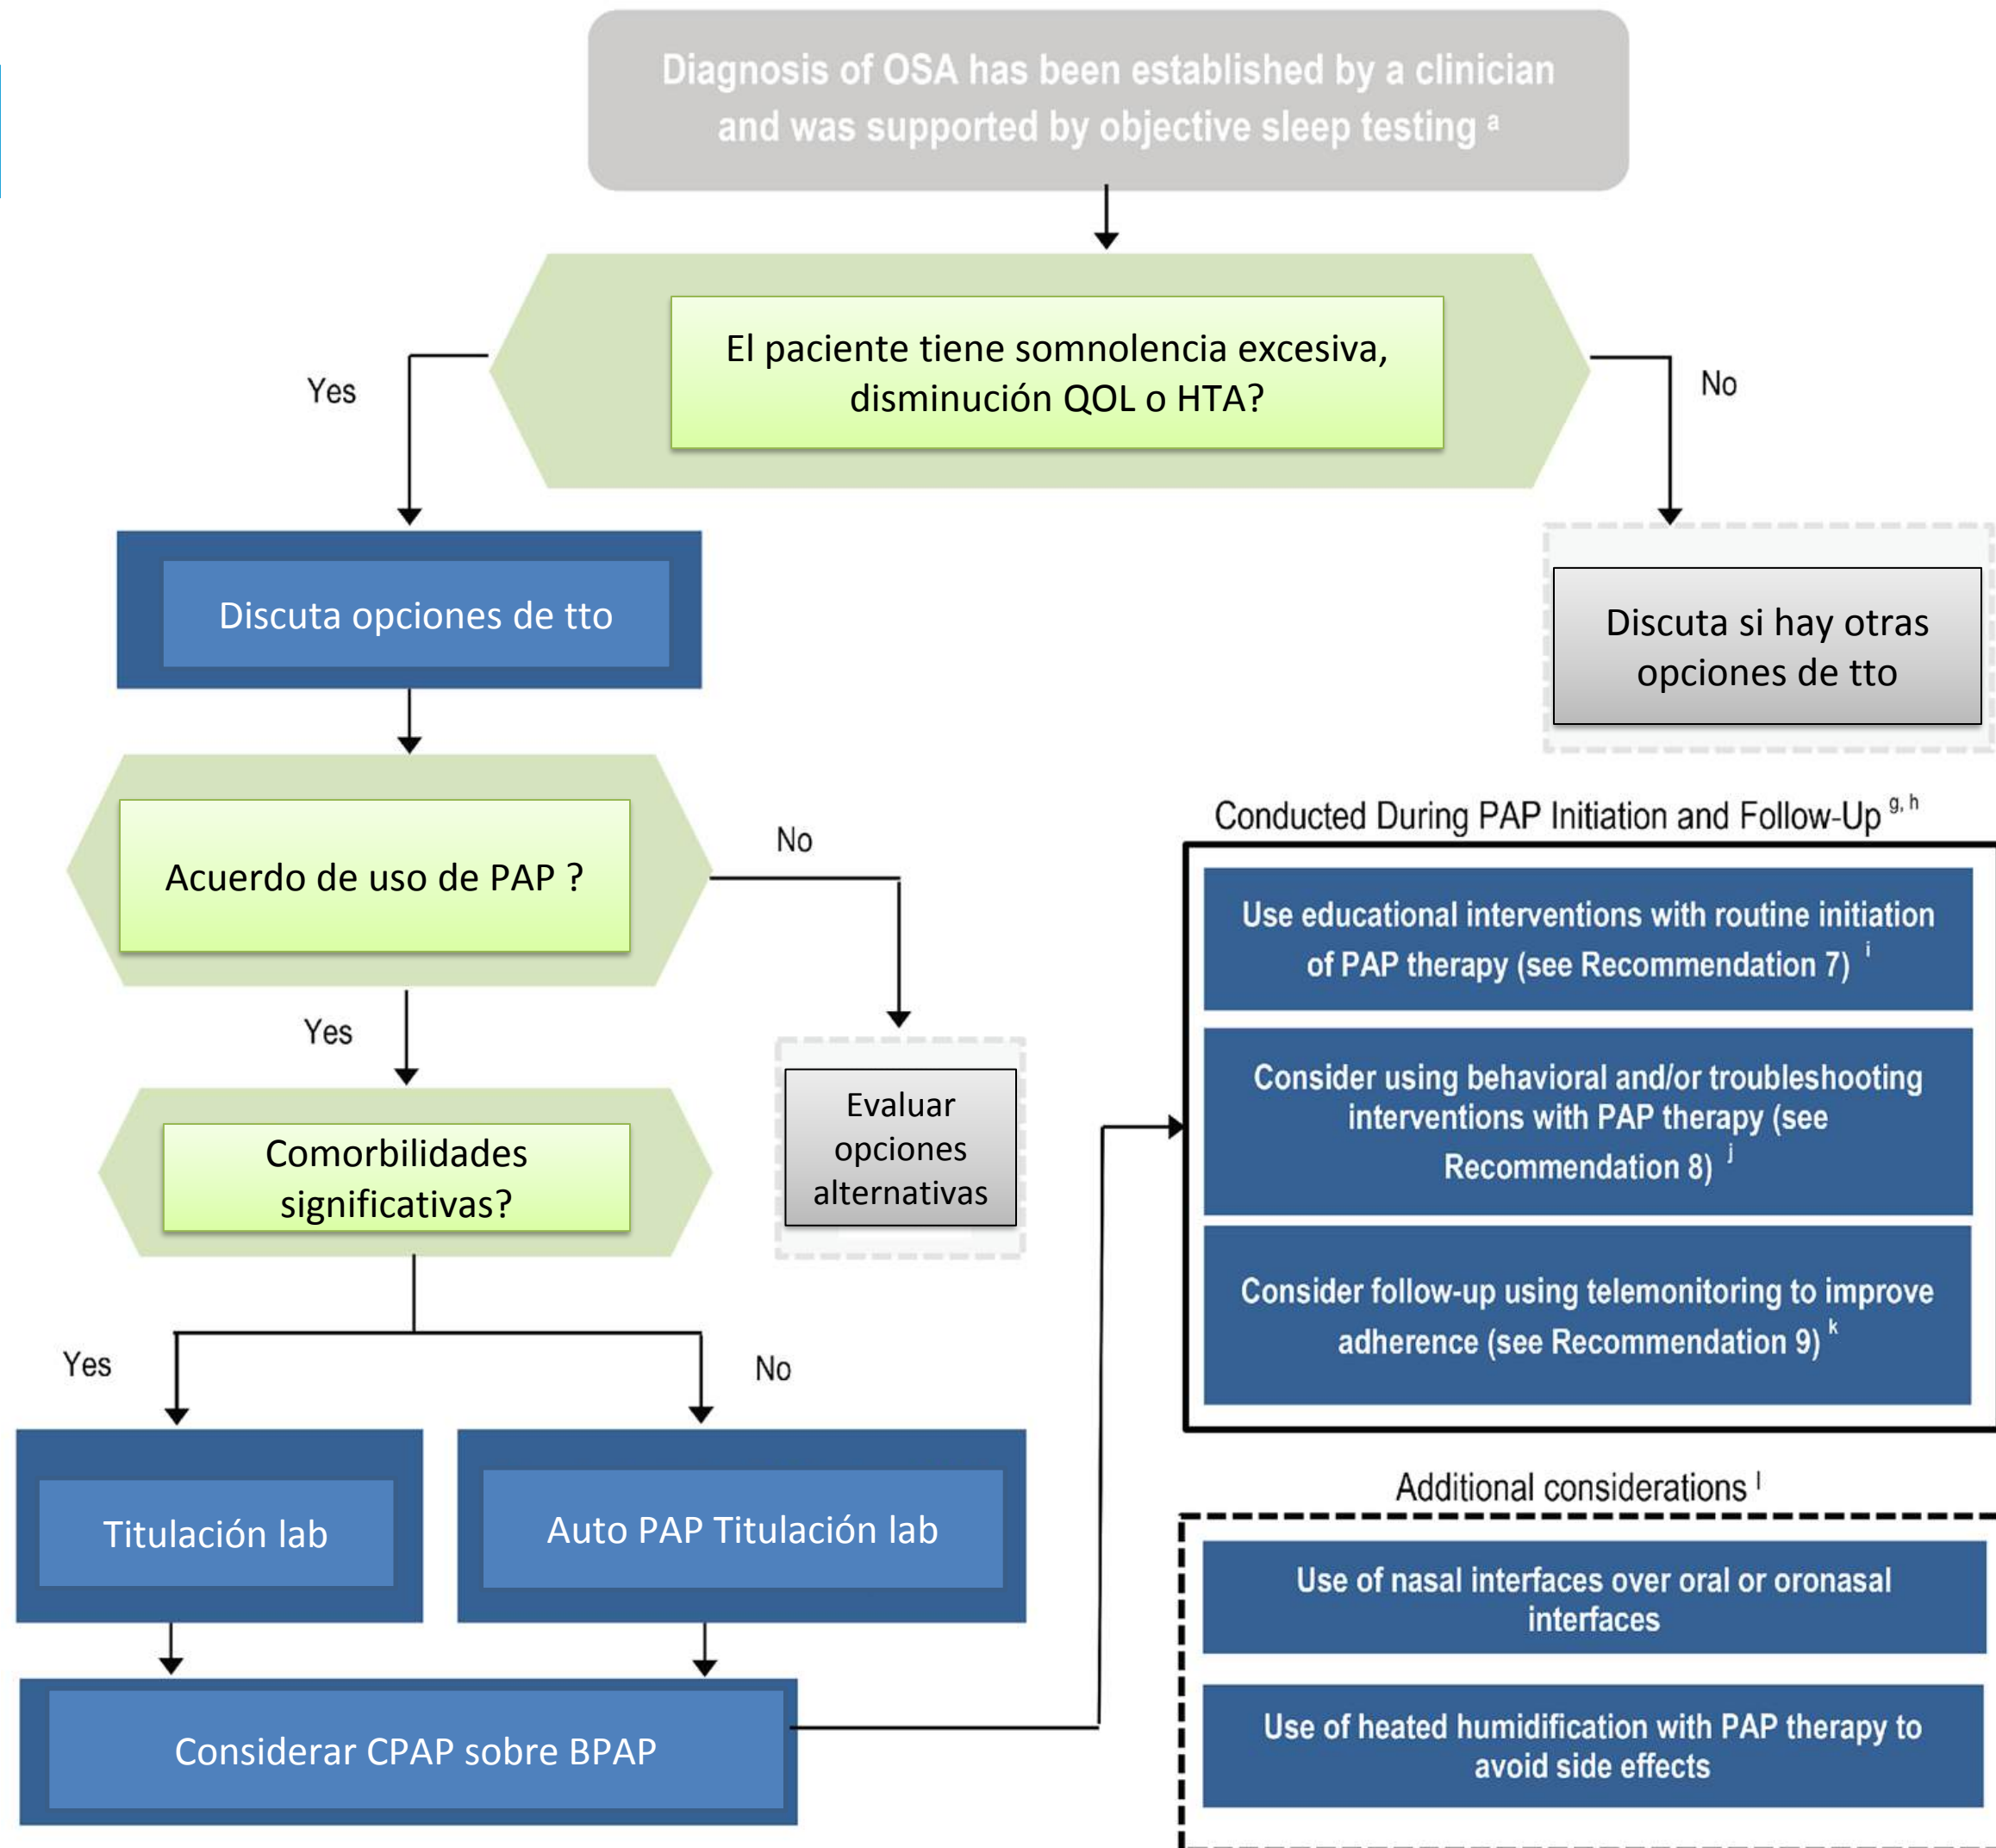 Diagnosis of OSA has been established by a clinician
and was supported by objective sleep testing a
El paciente tiene somnolencia excesiva,
disminución QOL o HTA?
Yes
No
Discuta opciones de tto
Discuta si hay otras
opciones de tto
Acuerdo de uso de PAP ?
No
Yes
Evaluar
opciones
alternativas
Comorbilidades
significativas?
Yes
No
Titulación lab
Auto PAP Titulación lab
Considerar CPAP sobre BPAP
Conducted During PAP Initiation and Follow-Up g, h
Use educational interventions with routine initiation
of PAP therapy (see Recommendation 7) i
Consider using behavioral and/or troubleshooting
interventions with PAP therapy (see
Recommendation 8) j
Consider follow-up using telemonitoring to improve
adherence (see Recommendation 9) k
Additional considerations l
Use of nasal interfaces over oral or oronasal
interfaces
Use of heated humidification with PAP therapy to
avoid side effects